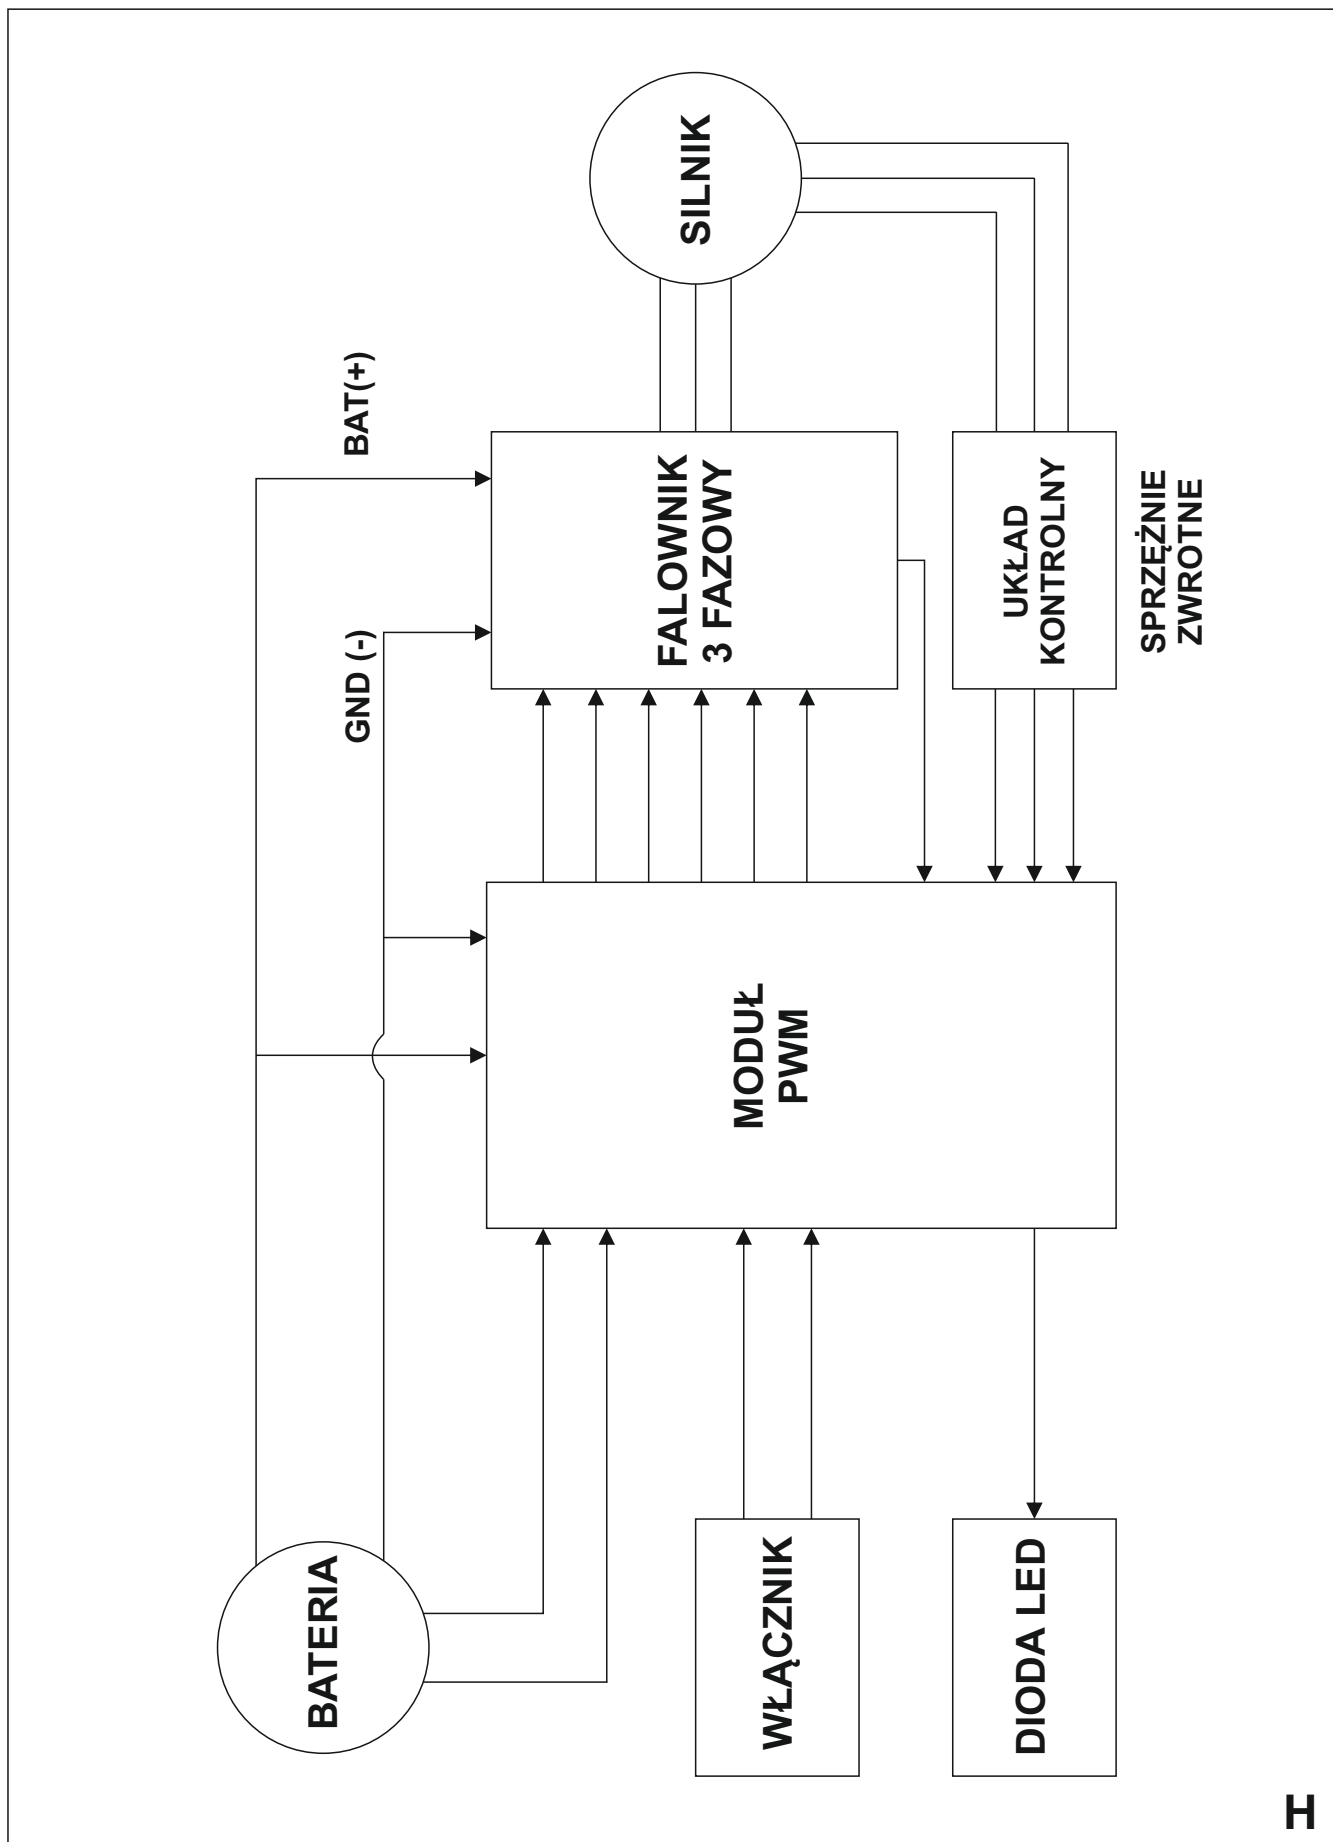 BATERIA
WŁĄCZNIK
DIODA LED
MODUŁ
PWM
GND (-)
BAT(+)
FALOWNIK
3 FAZOWY
UKŁAD
KONTROLNY
SPRZĘŻNIE
ZWROTNE
SILNIK
H